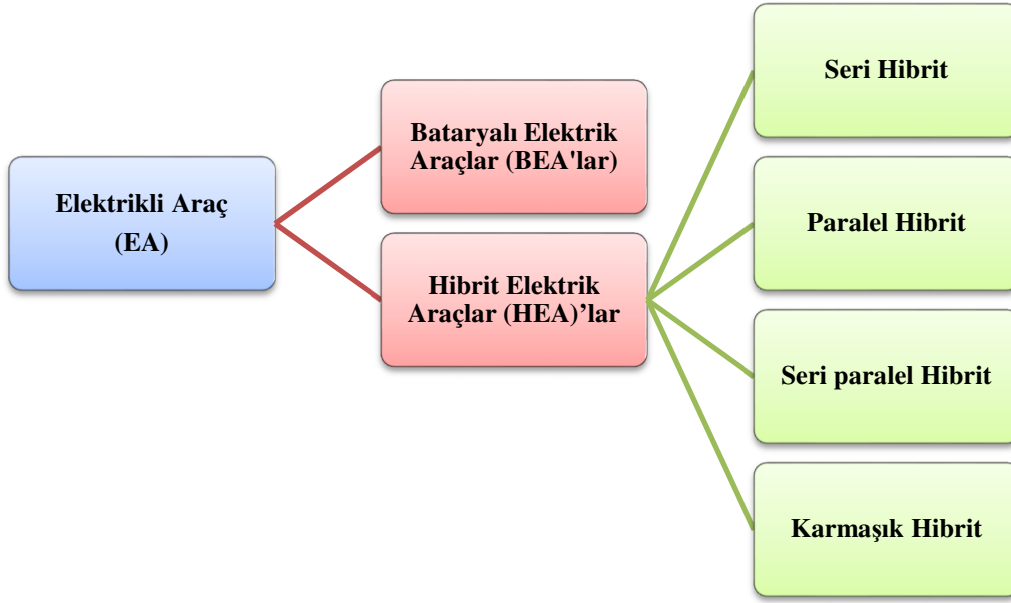 Elektrikli Araç
(EA)
Bataryalı Elektrik
Araçlar (BEA'lar)
Hibrit Elektrik
Araçlar (HEA)’lar
Seri Hibrit
Paralel Hibrit
Seri paralel Hibrit
Karmaşık Hibrit